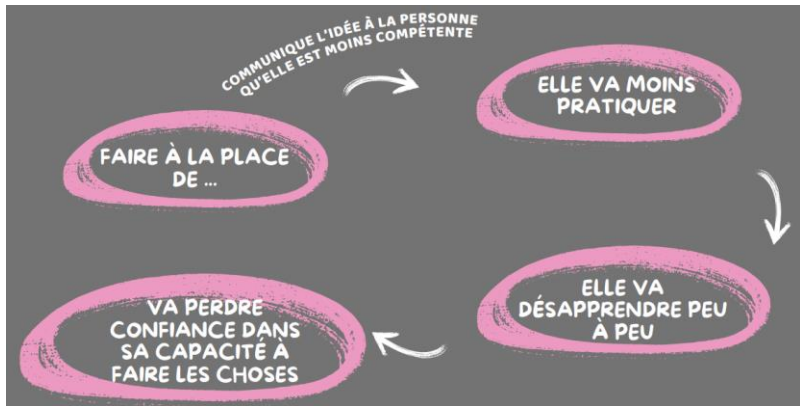 COMMUNIQUE L'IDÉE À LA PERSONNE
QU'ELLE EST MOINS COMPÉTENTE
FAIRE À LA PLACE
DE ...
ELLE VA MOINS
PRATIQUER
ELLE VA
DÉSAPPRENDRE PEU
À PEU
VA PERDRE
CONFIANCE DANS
SA CAPACITÉ À
FAIRE LES CHOSES